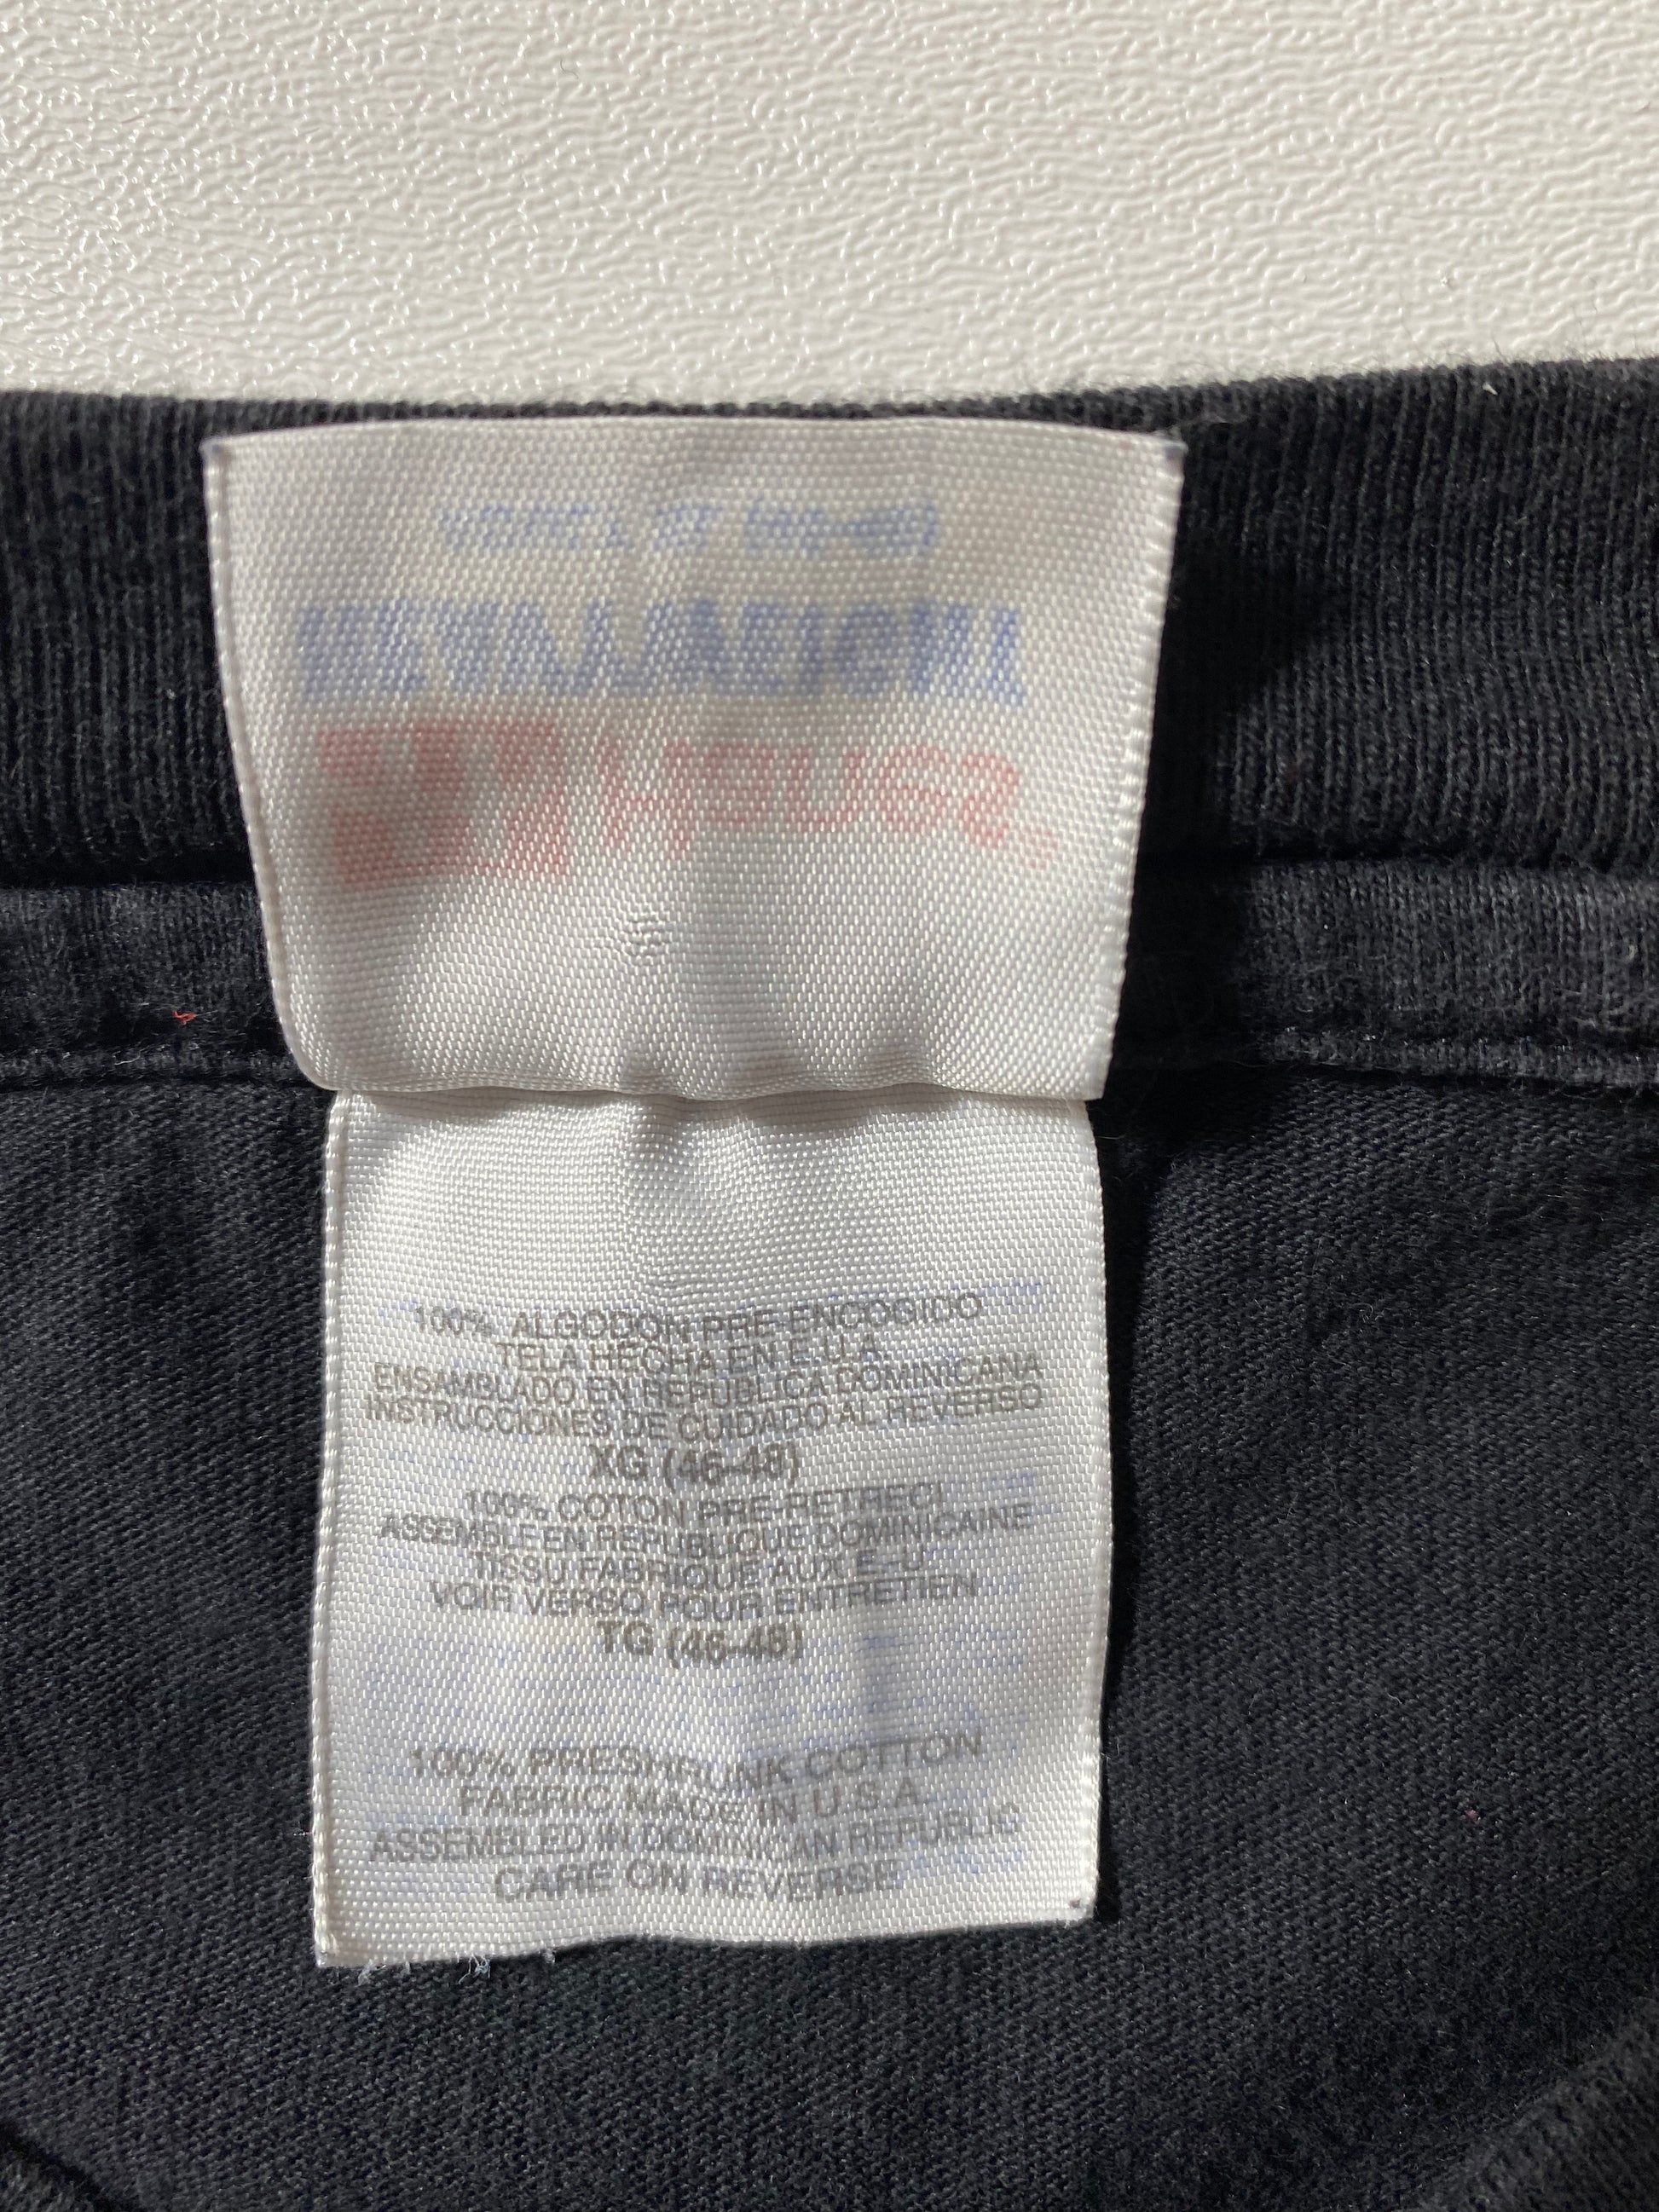 100% ALGODON PRE-ENCOGIDO
TELA HECHA EN E.U.A.
ENSAMBLADO EN REPUBLICA DOMINICANA
INSTRUCCIONES DE CUIDADO AL REVERSO
XG (46-48)
100% COTON PRE-RETRECI
ASSEMBLE EN REPUBLIQUE DOMINICAINE
TISSU FABRIQUE AUX E-U
VOIR VERSO POUR ENTRETIEN
TG (46-48)
100% PRESHRUNK COTTON
FABRIC MADE IN U.S.A.
ASSEMBLED IN DOMINICAN REPUBLIC
CARE ON REVERSE